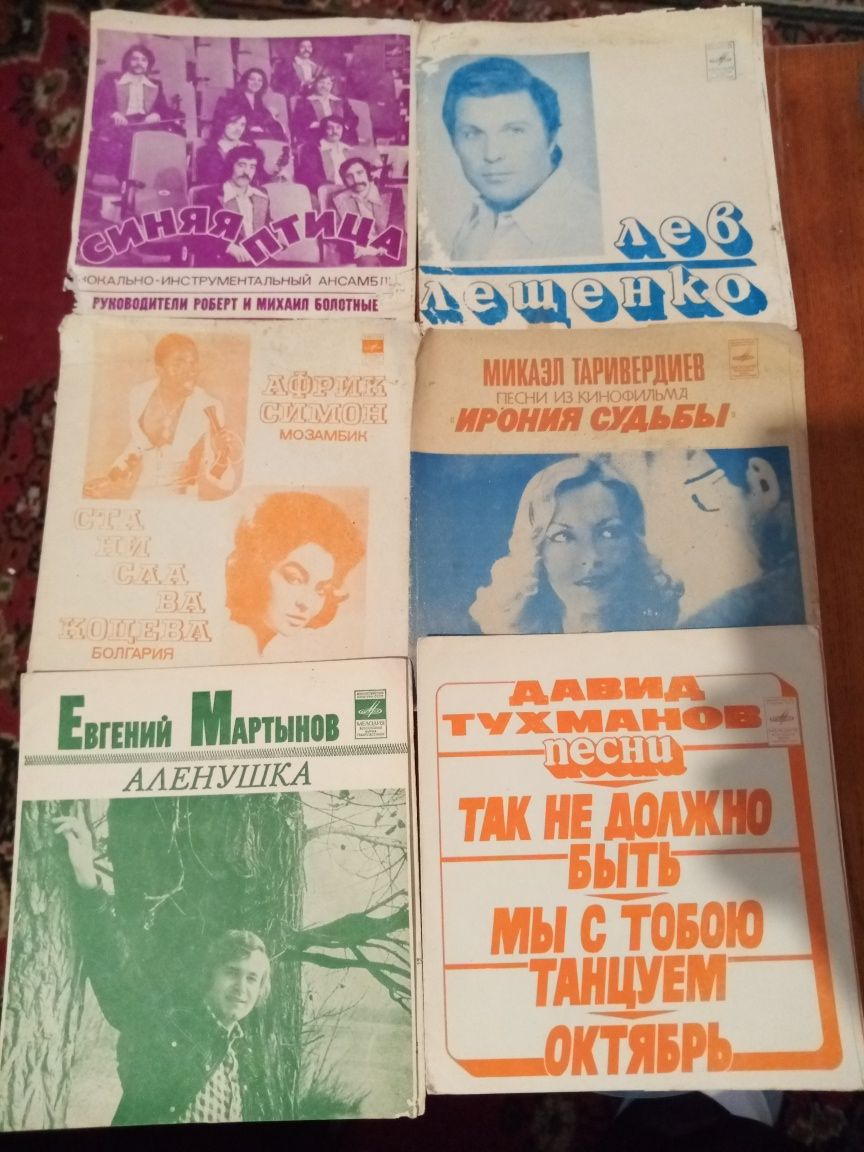 СИНЯЯ ПТИЦА
ВОКАЛЬНО-ИНСТРУМЕНТАЛЬНЫЙ АНСАМБЛЬ
РУКОВОДИТЕЛИ РОБЕРТ И МИХАИЛ БОЛОТНЫЕ
лев
лещенко
АФРИК
СИМОН
МОЗАМБИК
СТА
НИ
СЛА
ВА
КОЦЕВА
БОЛГАРИЯ
МИКАЭЛ ТАРИВЕРДИЕВ
ПЕСНИ ИЗ КИНОФИЛЬМА
"ИРОНИЯ СУДЬБЫ"
Евгений Мартынов
АЛЕНУШКА
МЕЛОДИЯ
ДАВИД
ТУХМАНОВ
песни
ТАК НЕ ДОЛЖНО
БЫТЬ
МЫ С ТОБОЮ
ТАНЦУЕМ
ОКТЯБРЬ